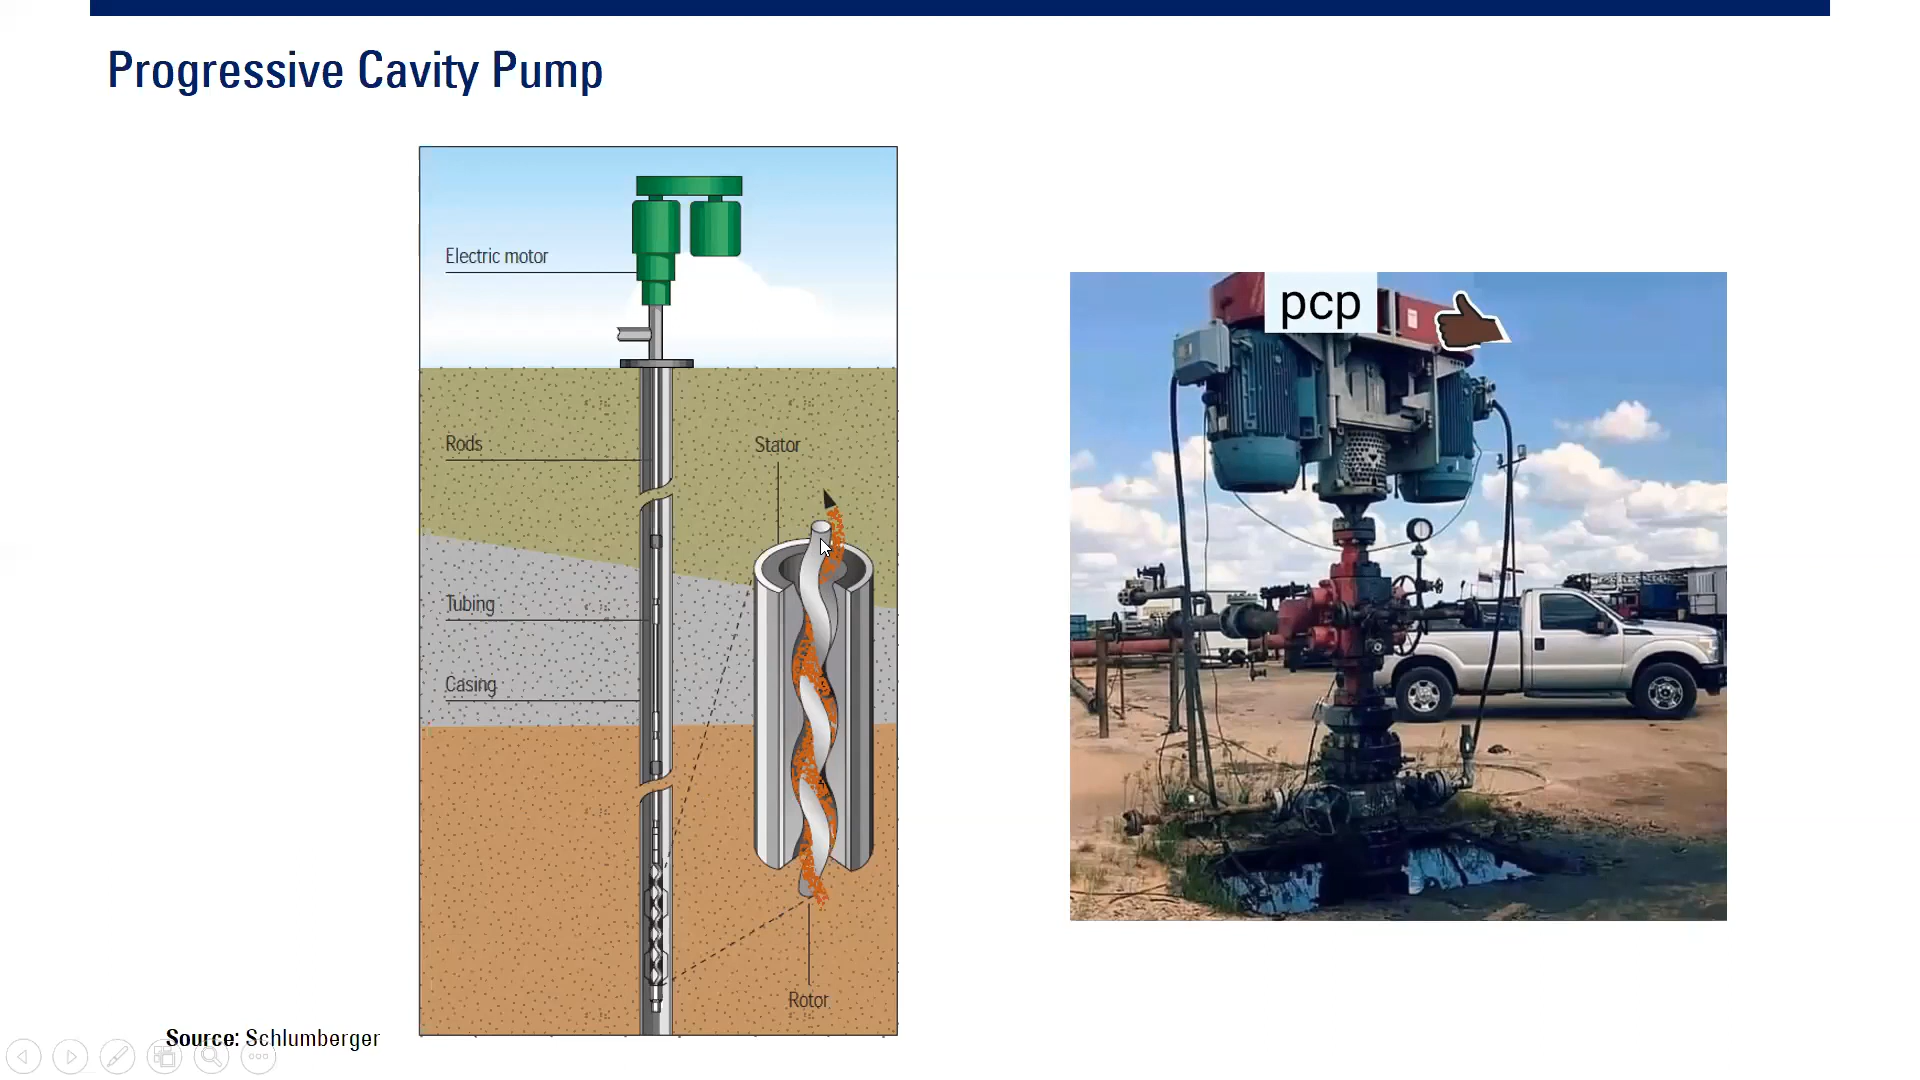 Progressive Cavity Pump
Electric motor
Rods
Stator
Tubing
Casing
Rotor
pcp
Source: Schlumberger